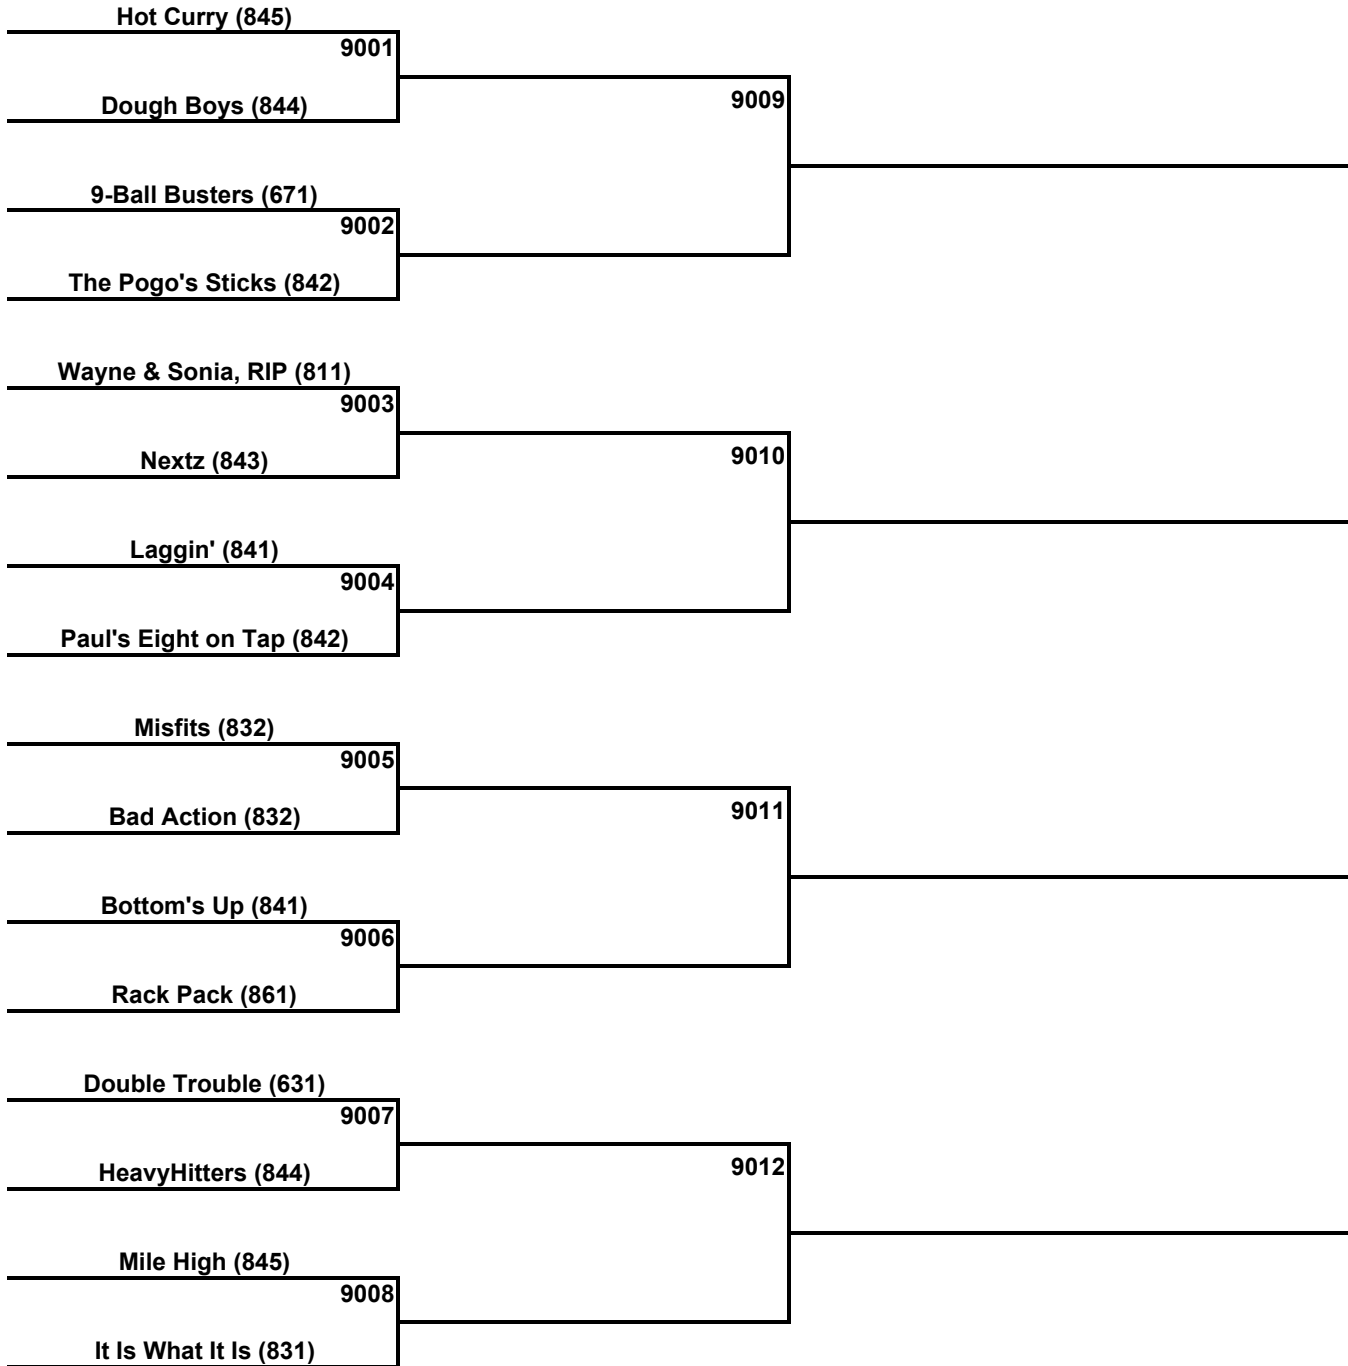 Hot Curry (845)
9001
Dough Boys (844)
9009
9-Ball Busters (671)
9002
The Pogo's Sticks (842)
Wayne & Sonia, RIP (811)
9003
Nextz (843)
9010
Laggin' (841)
9004
Paul's Eight on Tap (842)
Misfits (832)
9005
Bad Action (832)
9011
Bottom's Up (841)
9006
Rack Pack (861)
Double Trouble (631)
9007
HeavyHitters (844)
9012
Mile High (845)
9008
It Is What It Is (831)